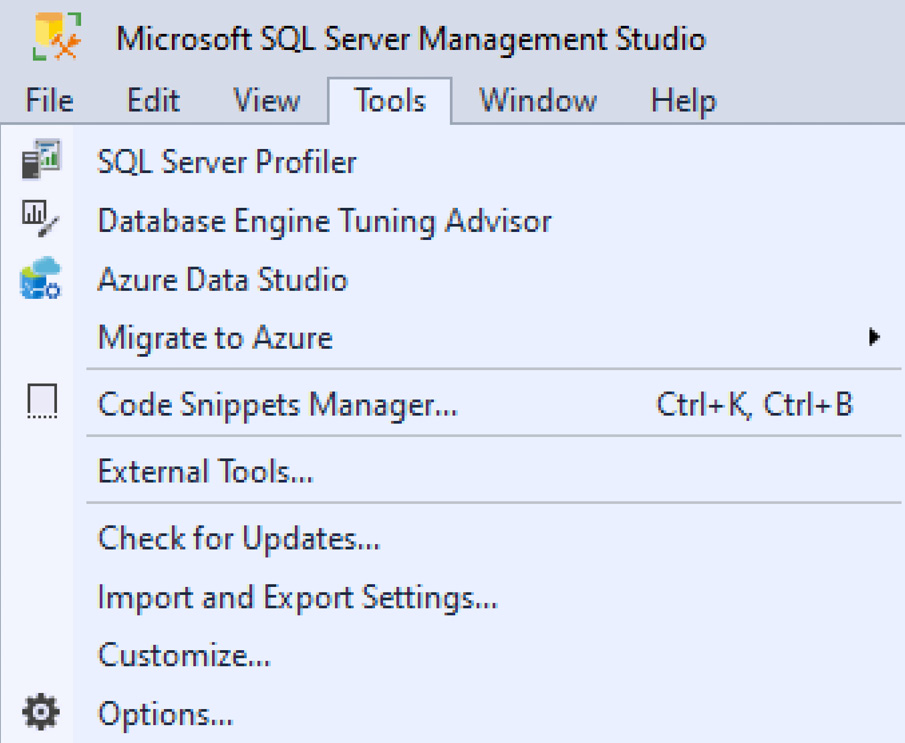 Microsoft SQL Server Management Studio
File Edit View Tools Window Help
SQL Server Profiler
Database Engine Tuning Advisor
Azure Data Studio
Migrate to Azure
Code Snippets Manager... Ctrl+K, Ctrl+B
External Tools...
Check for Updates...
Import and Export Settings...
Customize...
Options...